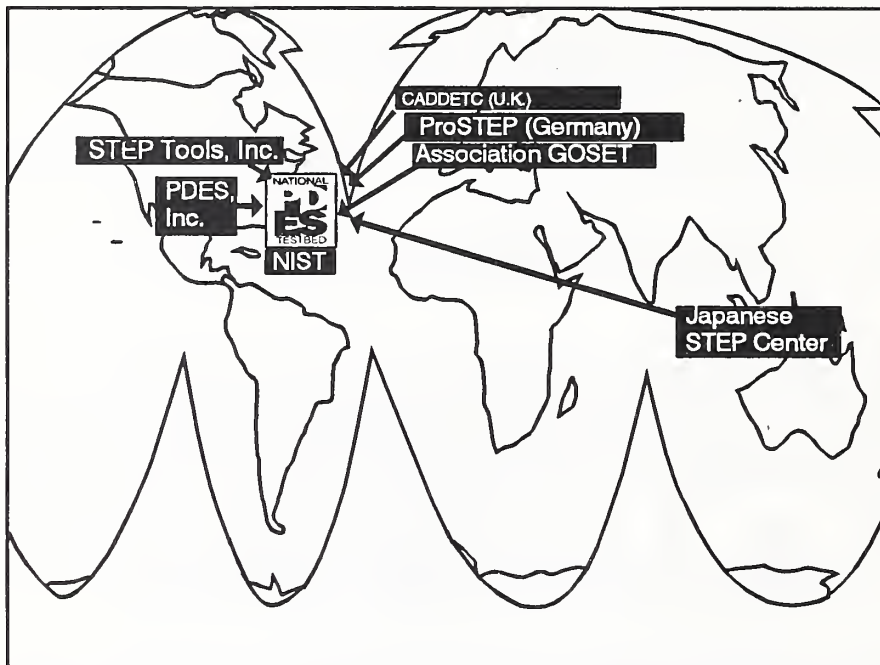 CADDETC (U.K.)
ProSTEP (Germany)
Association GOSET
STEP Tools, Inc.
PDES,
Inc.
NATIONAL
PD
ES
TESTBED
NIST
Japanese
STEP Center